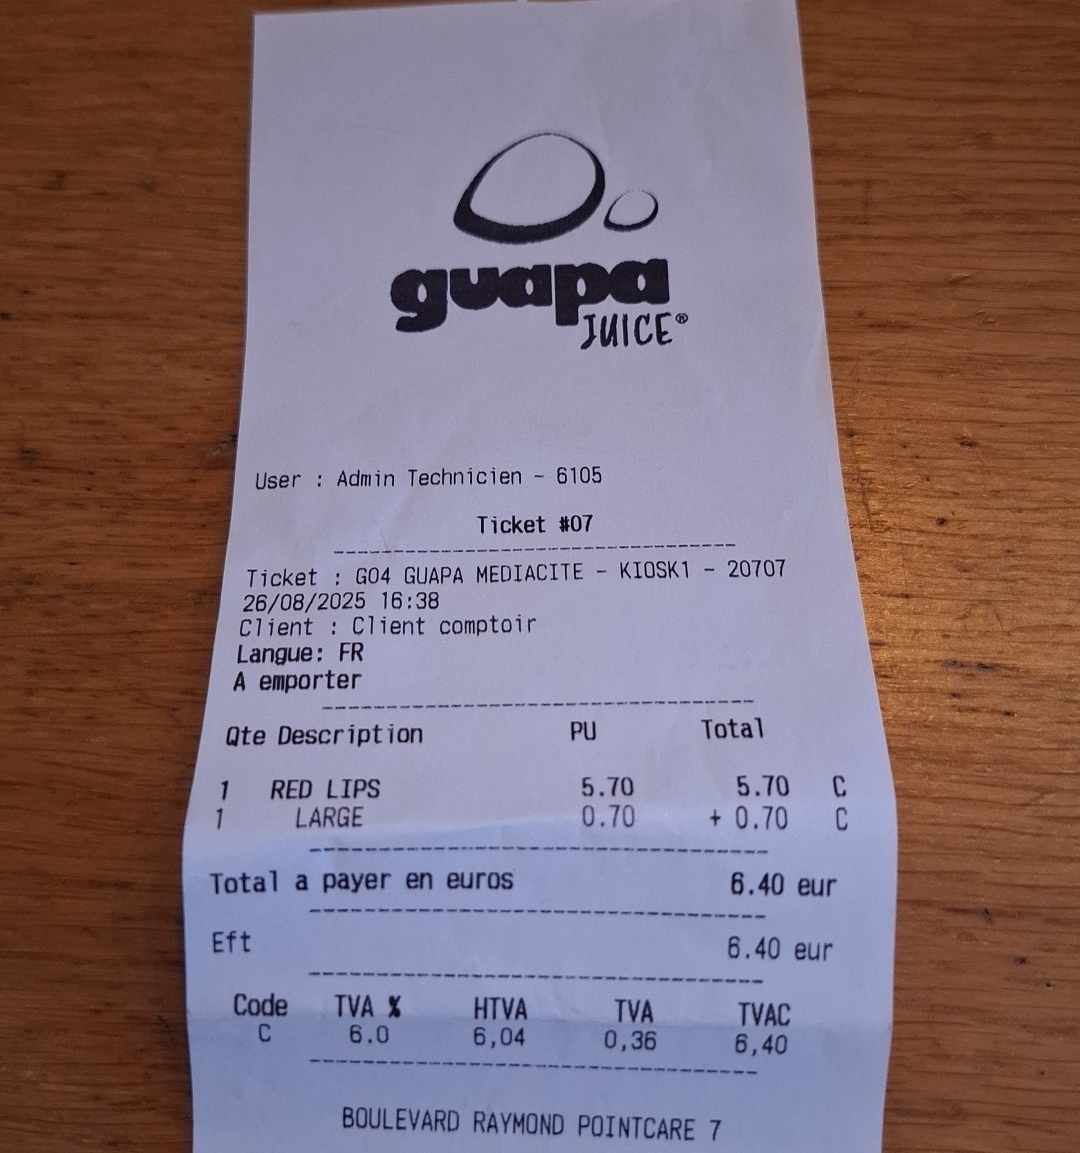 guapa
JUICE®
User : Admin Technicien - 6105
Ticket #07
Ticket : GO4 GUAPA MEDIACITE - KIOSK1 - 20707
26/08/2025 16:38
Client : Client comptoir
Langue: FR
A emporter
Qte Description PU Total
1 RED LIPS 5.70 5.70 C
1 LARGE 0.70 + 0.70 C
Total a payer en euros 6.40 eur
Eft 6.40 eur
Code TVA % HTVA TVA TVAC
C 6.0 6,04 0,36 6,40
BOULEVARD RAYMOND POINTCARE 7